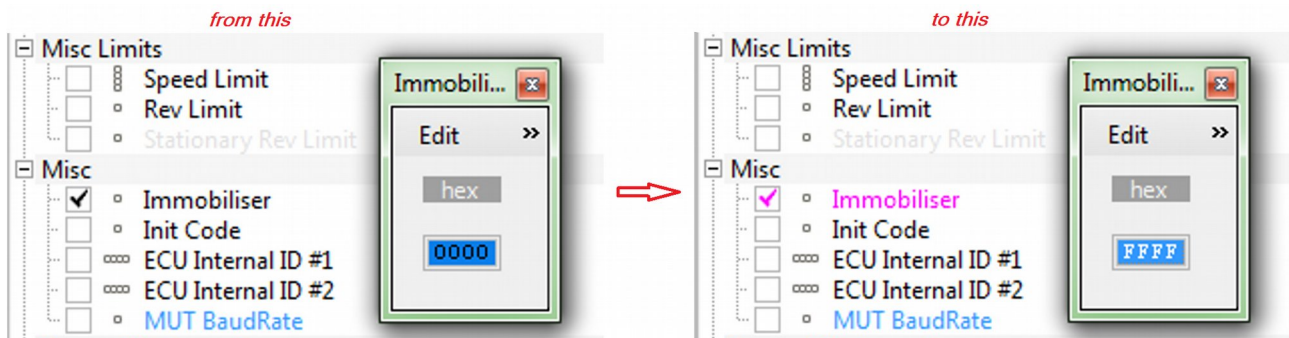 from this
Misc Limits
Speed Limit
Rev Limit
Stationary Rev Limit
Misc
Immobiliser
Init Code
ECU Internal ID #1
ECU Internal ID #2
MUT BaudRate
Immobili...
Edit »
hex
0000
to this
Misc Limits
Speed Limit
Rev Limit
Stationary Rev Limit
Misc
Immobiliser
Init Code
ECU Internal ID #1
ECU Internal ID #2
MUT BaudRate
Immobili...
Edit »
hex
FFFF